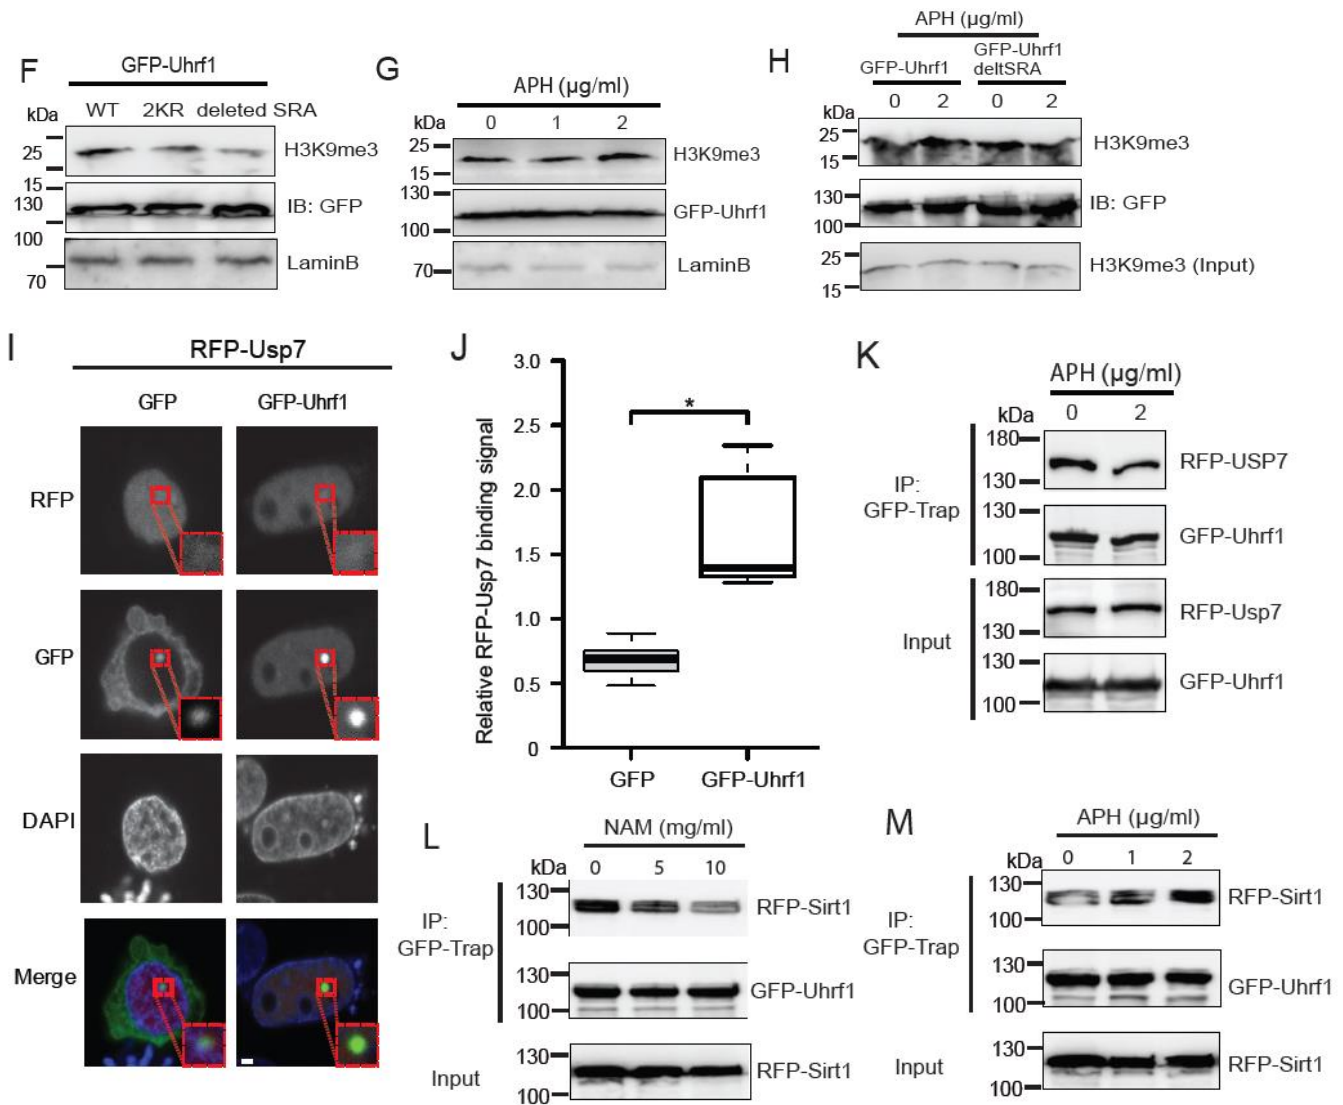 F
GFP-Uhrf1
kDa
WT 2KR deleted SRA
25
H3K9me3
15
130
IB: GFP
100
LaminB
70
G
APH (µg/ml)
kDa
0 1 2
25
H3K9me3
15
130
GFP-Uhrf1
100
70
LaminB
H
APH (µg/ml)
GFP-Uhrf1
GFP-Uhrf1
deltSRA
kDa
0 2 0 2
25
H3K9me3
15
130
IB: GFP
100
25
H3K9me3 (Input)
15
I
RFP-Usp7
GFP GFP-Uhrf1
RFP
GFP
DAPI
Merge
J
Relative RFP-Usp7 binding signal
3.0
2.5
2.0
1.5
1.0
0.5
0
*
GFP GFP-Uhrf1
K
APH (µg/ml)
kDa
0 2
IP:
GFP-Trap
180
RFP-USP7
130
130
GFP-Uhrf1
100
Input
180
RFP-Usp7
130
130
GFP-Uhrf1
100
L
NAM (mg/ml)
kDa
0 5 10
IP:
GFP-Trap
130
RFP-Sirt1
100
130
GFP-Uhrf1
100
Input
130
RFP-Sirt1
100
M
APH (µg/ml)
kDa
0 1 2
IP:
GFP-Trap
130
RFP-Sirt1
100
130
GFP-Uhrf1
100
Input
130
RFP-Sirt1
100